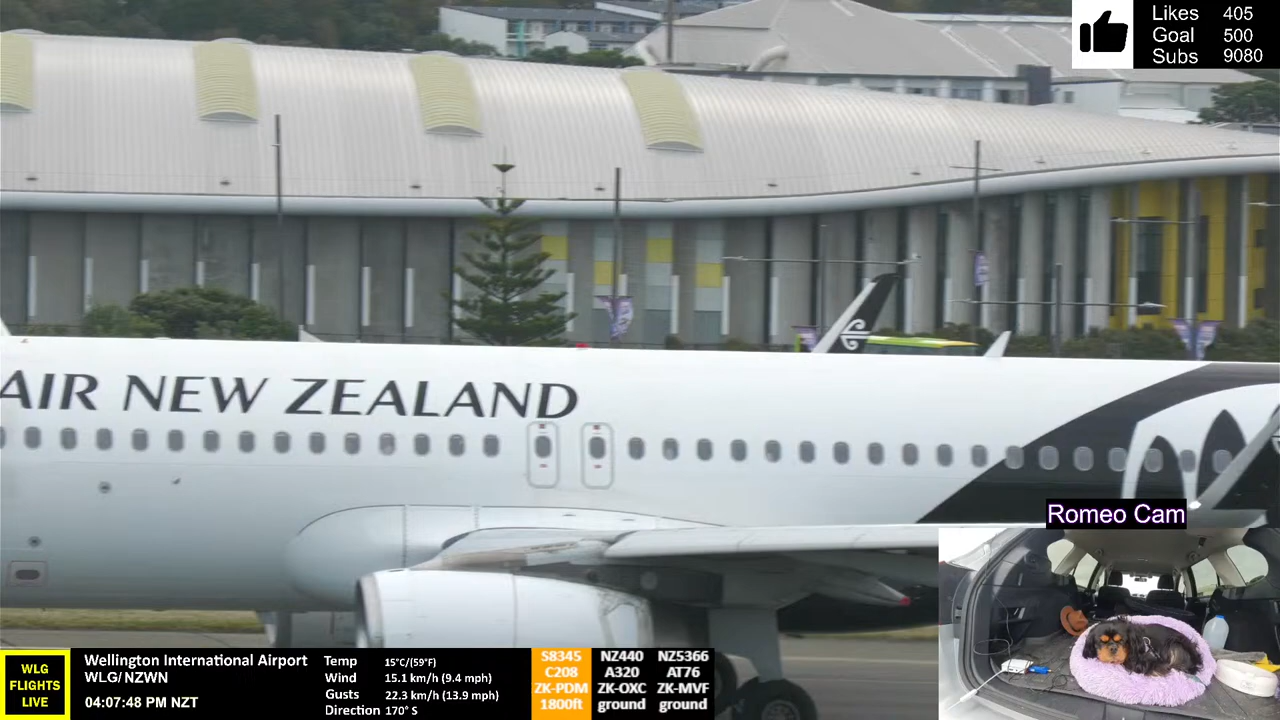 Likes 405
Goal 500
Subs 9080
AIR NEW ZEALAND
Romeo Cam
WLG
FLIGHTS
LIVE
Wellington International Airport
WLG/NZWN
04:07:48 PM NZT
Temp 15°C/(59°F)
Wind 15.1 km/h (9.4 mph)
Gusts 22.3 km/h (13.9 mph)
Direction 170° S
S8345
C208
ZK-PDM
1800ft
NZ440
A320
ZK-OXC
ground
NZ5366
AT76
ZK-MVF
ground